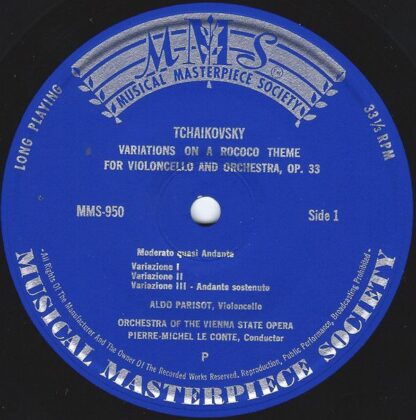 MMS
©
MUSICAL MASTERPIECE SOCIETY
LONG PLAYING
33 1/3 RPM
TCHAIKOVSKY
VARIATIONS ON A ROCOCO THEME
FOR VIOLONCELLO AND ORCHESTRA, OP. 33
MMS-950
Side 1
Moderato quasi Andante
Variazione I
Variazione II
Variazione III - Andante sostenuto
ALDO PARISOT, Violoncello
ORCHESTRA OF THE VIENNA STATE OPERA
PIERRE-MICHEL LE CONTE, Conductor
P
- All Rights Of The Manufacturer And The Owner Of The Recorded Works Reserved, Reproduction, Public Performance, Broadcasting Prohibited -
MUSICAL MASTERPIECE SOCIETY